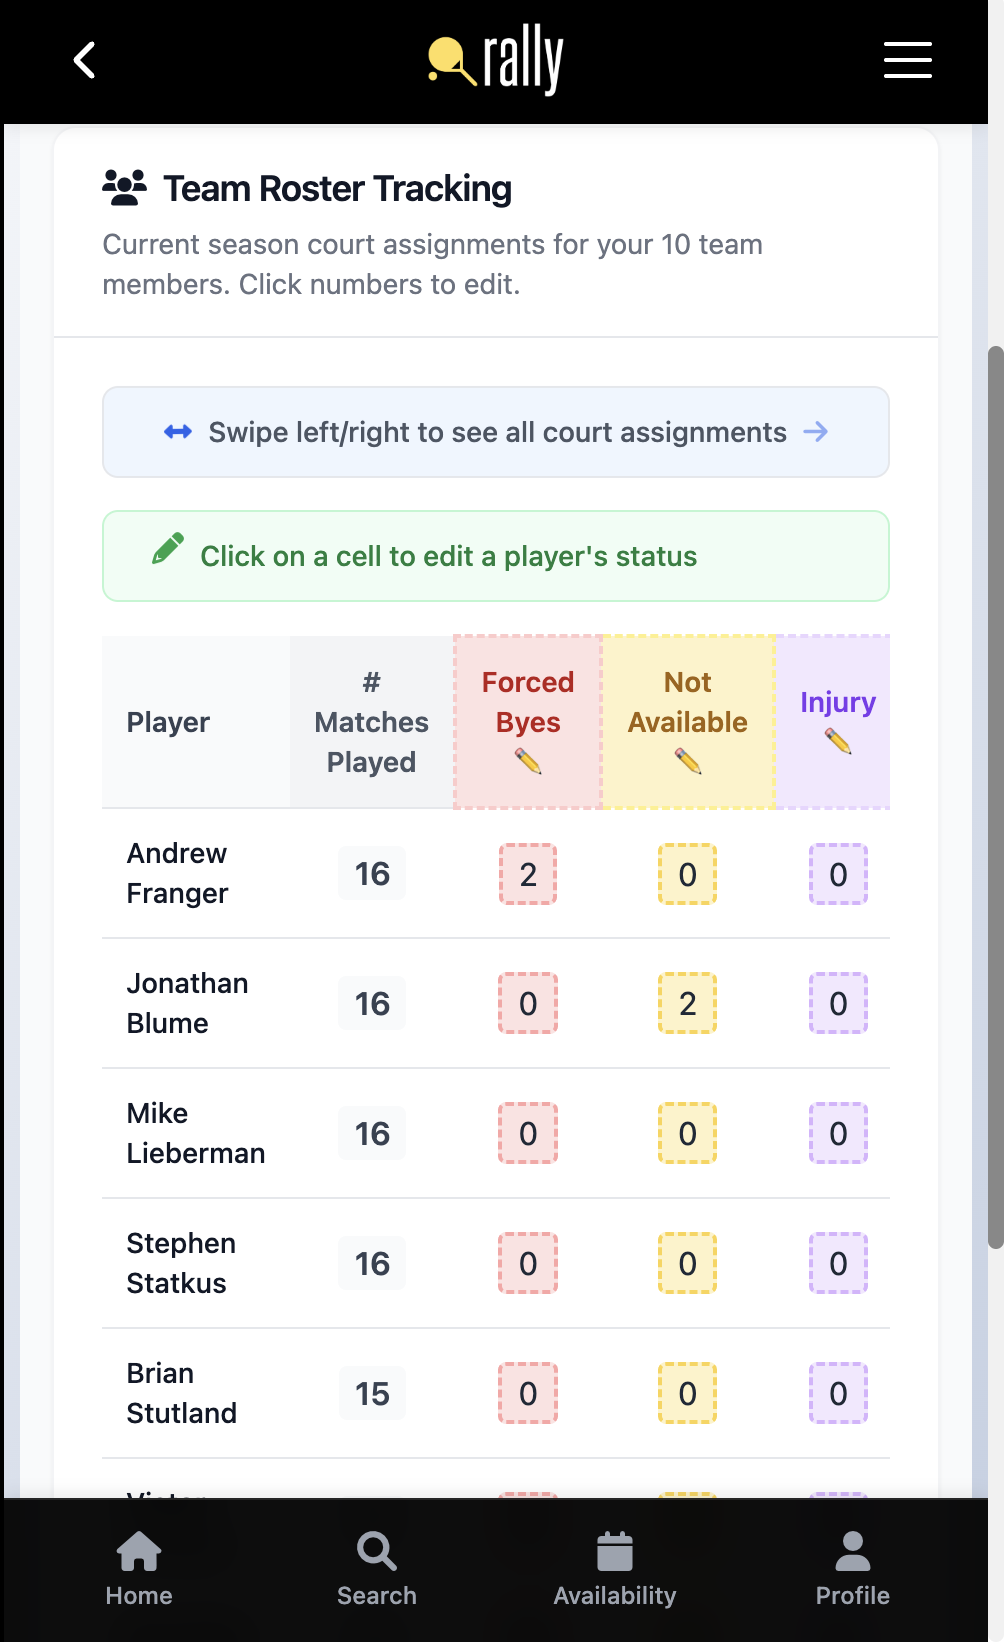 rally
Team Roster Tracking
Current season court assignments for your 10 team
members. Click numbers to edit.
Swipe left/right to see all court assignments
Click on a cell to edit a player's status
Player
#
Matches
Played
Forced
Byes
Not
Available
Injury
Andrew
Franger
16
2
0
0
Jonathan
Blume
16
0
2
0
Mike
Lieberman
16
0
0
0
Stephen
Statkus
16
0
0
0
Brian
Stutland
15
0
0
0
Home
Search
Availability
Profile